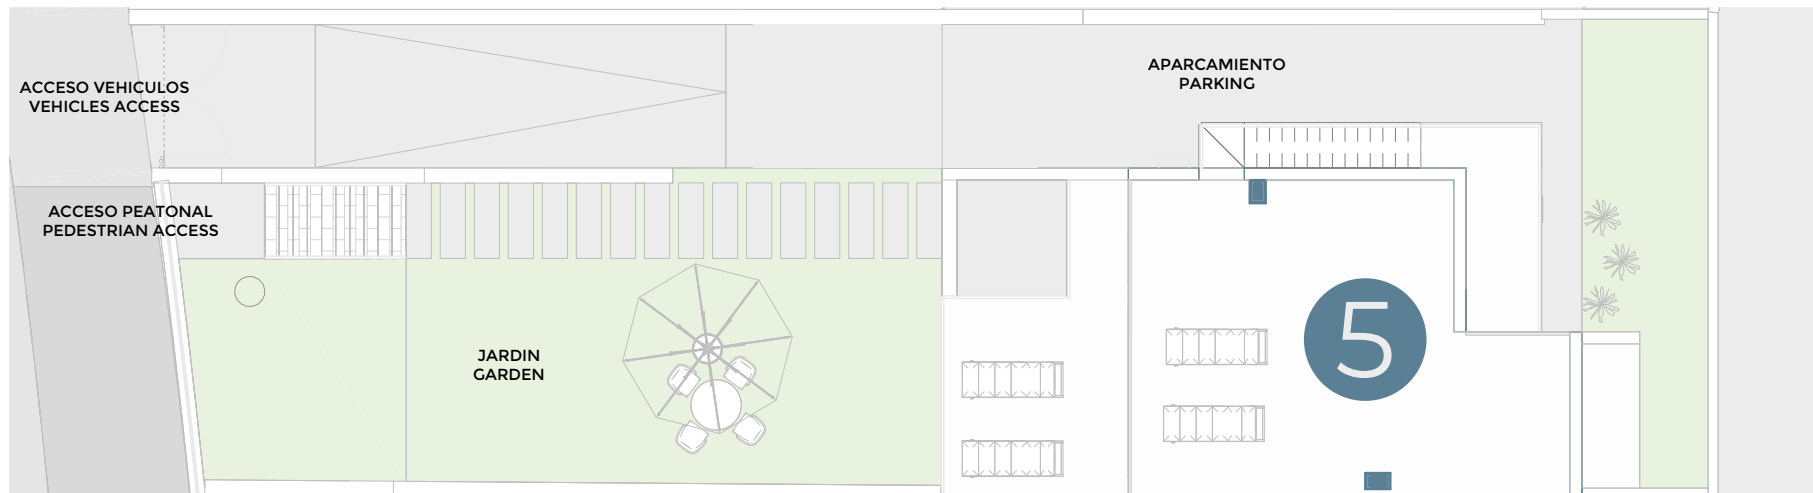 ACCESO VEHICULOS
VEHICLES ACCESS
APARCAMIENTO
PARKING
ACCESO PEATONAL
PEDESTRIAN ACCESS
JARDIN
GARDEN
5